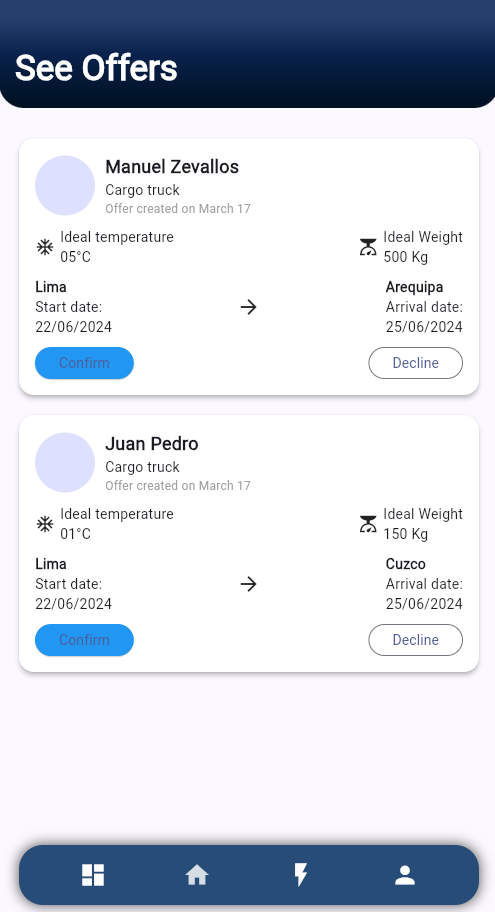 See Offers
Manuel Zevallos
Cargo truck
Offer created on March 17
Ideal temperature
05°C
Ideal Weight
500 Kg
Lima
Start date:
22/06/2024
Arequipa
Arrival date:
25/06/2024
Confirm
Decline
Juan Pedro
Cargo truck
Offer created on March 17
Ideal temperature
01°C
Ideal Weight
150 Kg
Lima
Start date:
22/06/2024
Cuzco
Arrival date:
25/06/2024
Confirm
Decline